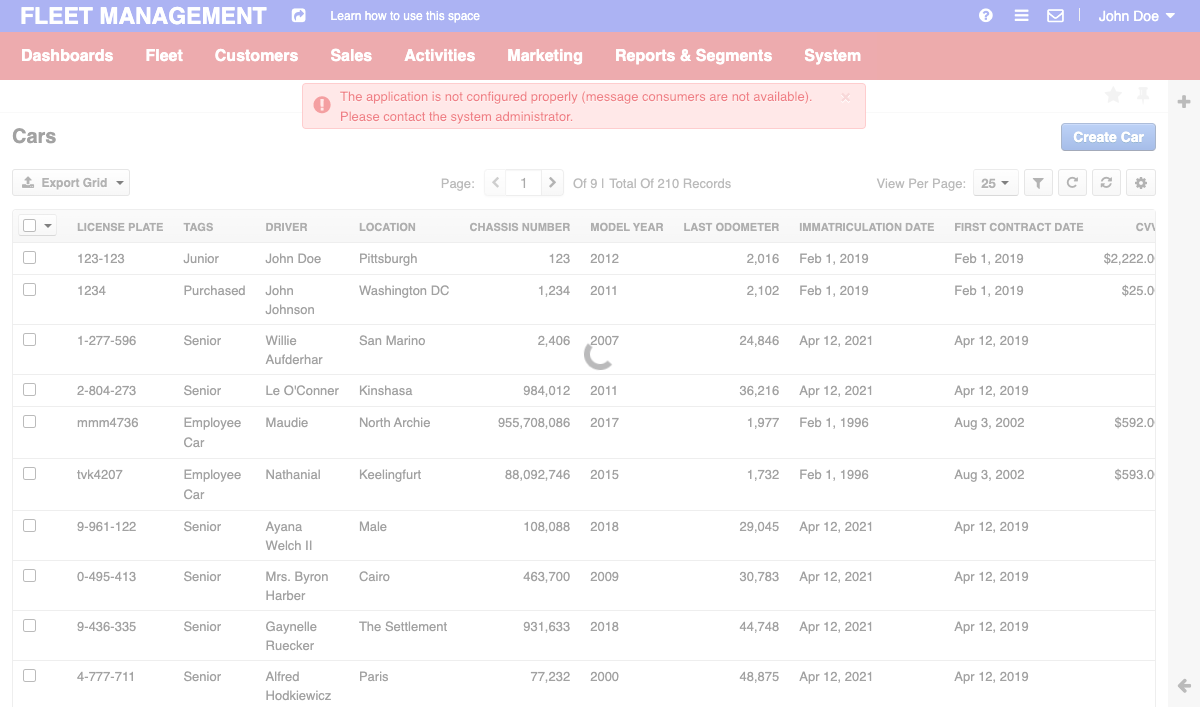 FLEET MANAGEMENT Learn how to use this space John Doe
Dashboards Fleet Customers Sales Activities Marketing Reports & Segments System
The application is not configured properly (message consumers are not available). ×
Please contact the system administrator.
Cars Create Car
Export Grid Page: 1 Of 9 | Total Of 210 Records View Per Page: 25
LICENSE PLATE TAGS DRIVER LOCATION CHASSIS NUMBER MODEL YEAR LAST ODOMETER IMMATRICULATION DATE FIRST CONTRACT DATE
123-123 Junior John Doe Pittsburgh 123 2012 2,016 Feb 1, 2019 Feb 1, 2019 $2,222.0
1234 Purchased John Washington DC 1,234 2011 2,102 Feb 1, 2019 Feb 1, 2019 $25.0
Johnson
1-277-596 Senior Willie San Marino 2,406 2007 24,846 Apr 12, 2021 Apr 12, 2019
Aufderhar
2-804-273 Senior Le O'Conner Kinshasa 984,012 2011 36,216 Apr 12, 2021 Apr 12, 2019
mmm4736 Employee Maudie North Archie 955,708,086 2017 1,977 Feb 1, 1996 Aug 3, 2002 $592.0
Car
tvk4207 Employee Nathanial Keelingfurt 88,092,746 2015 1,732 Feb 1, 1996 Aug 3, 2002 $593.0
Car
9-961-122 Senior Ayana Male 108,088 2018 29,045 Apr 12, 2021 Apr 12, 2019
Welch II
0-495-413 Senior Mrs. Byron Cairo 463,700 2009 30,783 Apr 12, 2021 Apr 12, 2019
Harber
9-436-335 Senior Gaynelle The Settlement 931,633 2018 44,748 Apr 12, 2021 Apr 12, 2019
Ruecker
4-777-711 Senior Alfred Paris 77,232 2000 48,875 Apr 12, 2021 Apr 12, 2019
Hodkiewicz